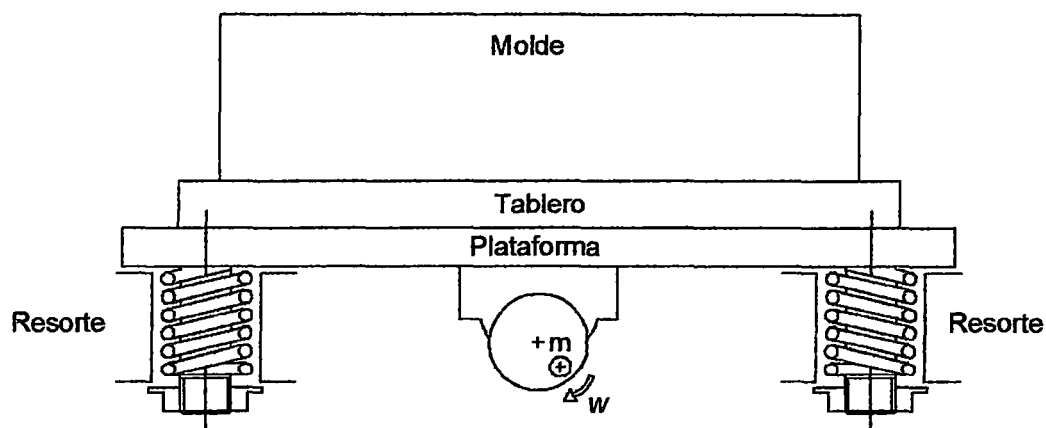 Molde
Tablero
Plataforma
Resorte
Resorte
+m
w